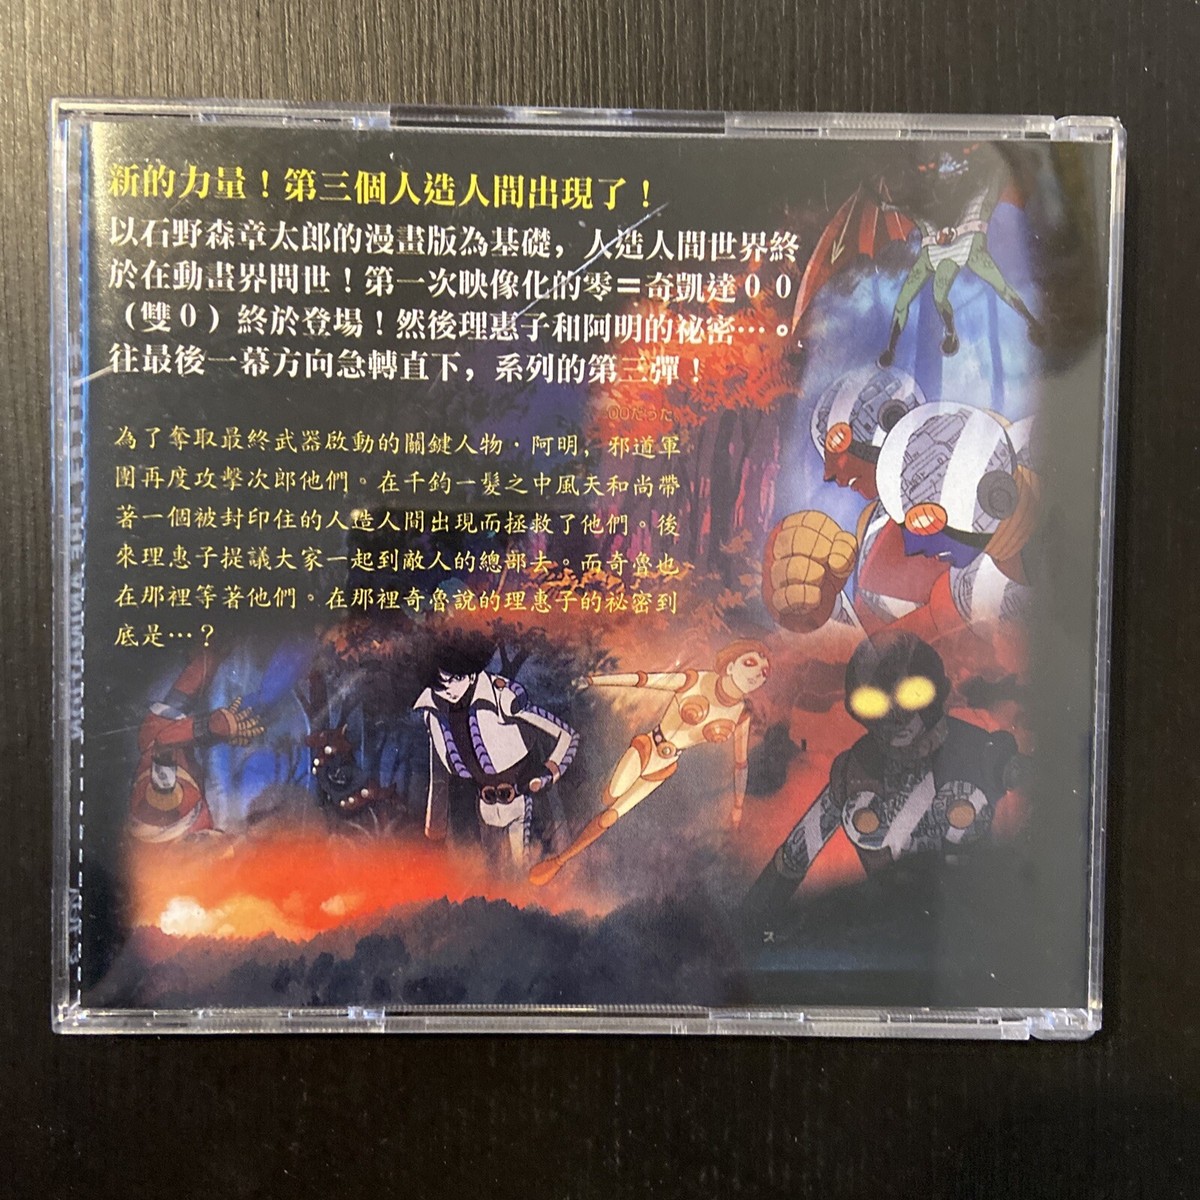 新的力量！第三個人造人間出現了！
以石野森章太郎的漫畫版為基礎，人造人間世界終
於在動畫界問世！第一次映像化的零＝奇凱達００
（雙０）終於登場！然後理惠子和阿明的祕密…。
往最後一幕方向急轉直下，系列的第三彈！
00だった
為了奪取最終武器啟動的關鍵人物・阿明，邪道軍
團再度攻擊次郎他們。在千鈞一髮之中風天和尚帶
著一個被封印住的人造人間出現而拯救了他們。後
來理惠子提議大家一起到敵人的總部去。而奇魯也
在那裡等著他們。在那裡奇魯說的理惠子的祕密到
底是…？
ス